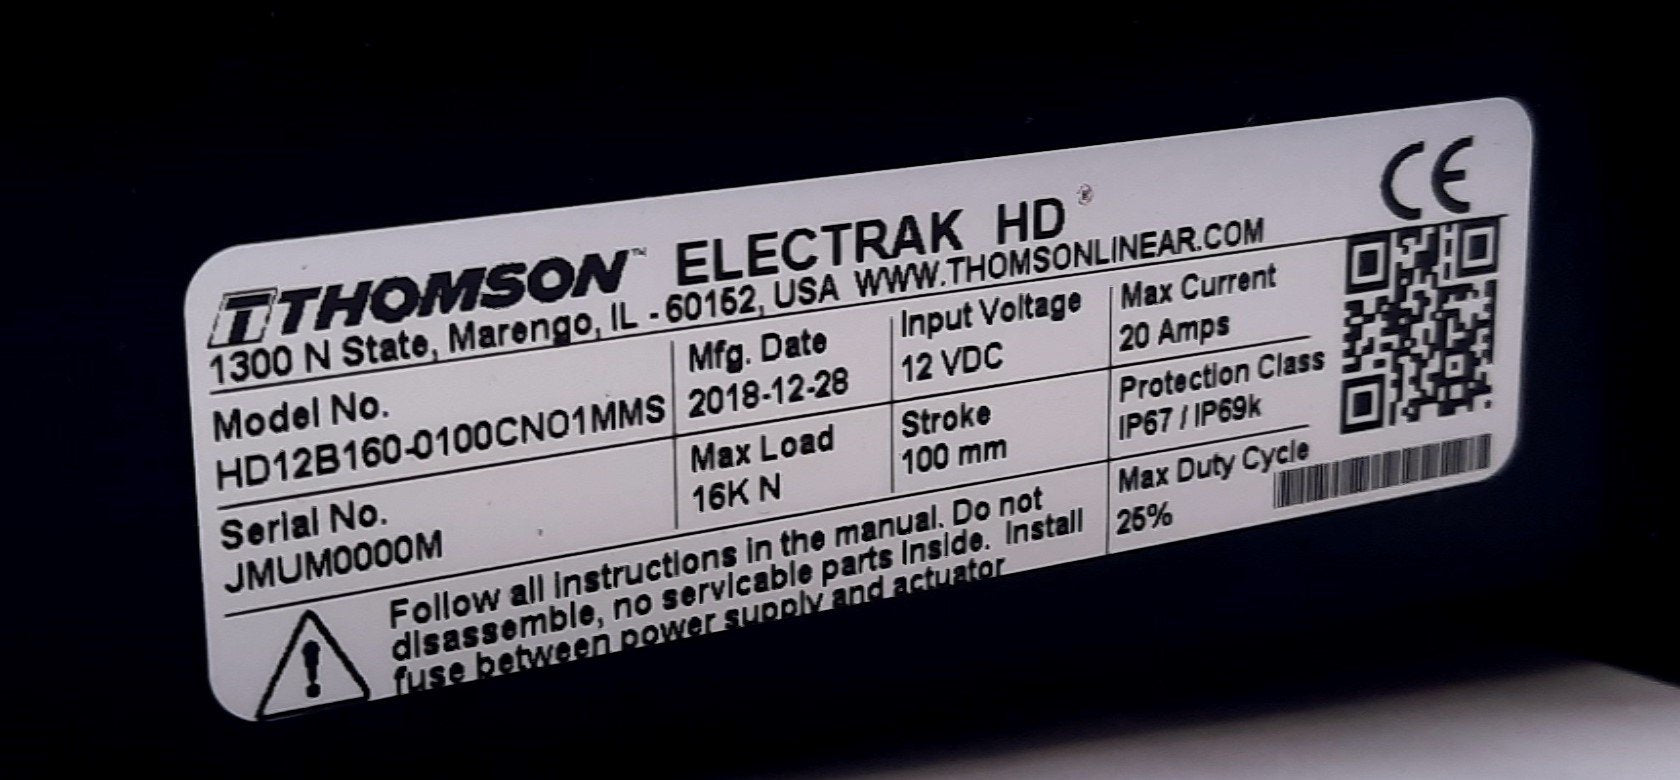 THOMSON™ ELECTRAK HD®
1300 N State, Marengo, IL - 60152, USA WWW.THOMSONLINEAR.COM
CE
Model No.
HD12B160-0100CNO1MMS
Mfg. Date
2018-12-28
Input Voltage
12 VDC
Max Current
20 Amps
Serial No.
JMUM0000M
Max Load
16K N
Stroke
100 mm
Protection Class
IP67 / IP69k
Max Duty Cycle
25%
Follow all instructions in the manual. Do not
disassemble, no servicable parts inside. Install
fuse between power supply and actuator